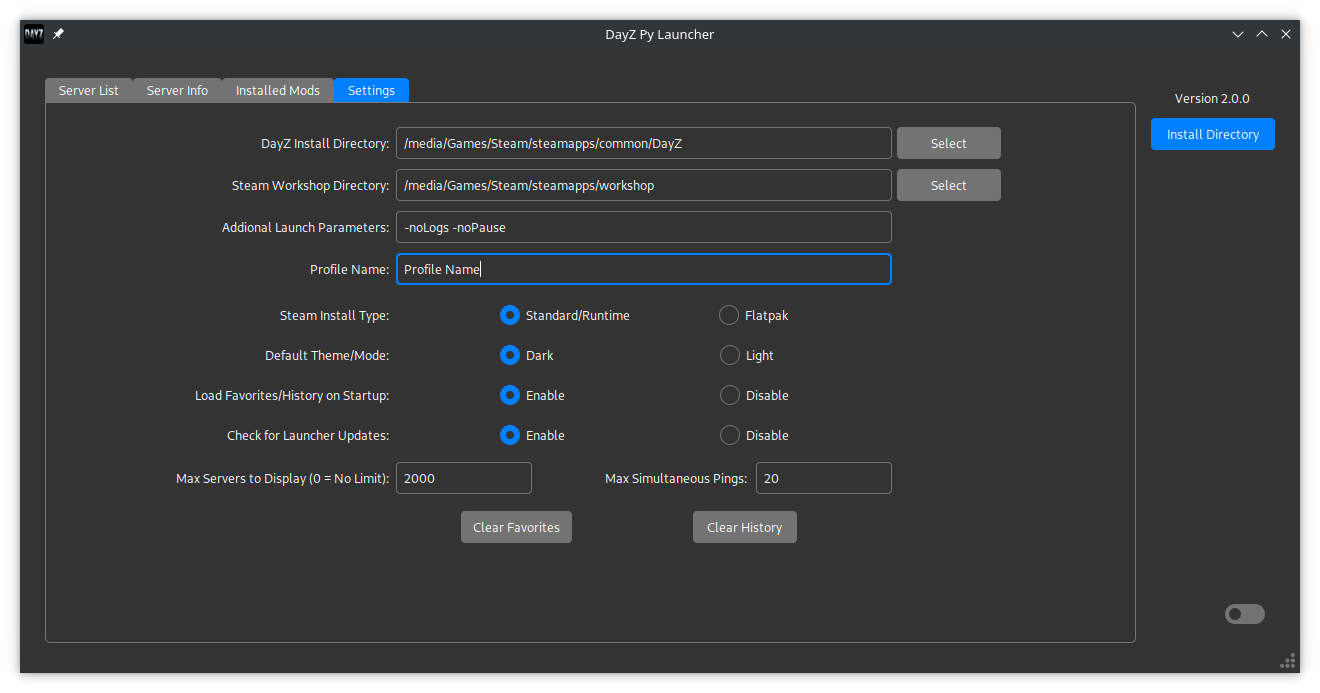 DAYZ
DayZ Py Launcher
Server List Server Info Installed Mods Settings
Version 2.0.0
Install Directory
DayZ Install Directory: /media/Games/Steam/steamapps/common/DayZ Select
Steam Workshop Directory: /media/Games/Steam/steamapps/workshop Select
Addional Launch Parameters: -noLogs -noPause
Profile Name: Profile Name
Steam Install Type: Standard/Runtime Flatpak
Default Theme/Mode: Dark Light
Load Favorites/History on Startup: Enable Disable
Check for Launcher Updates: Enable Disable
Max Servers to Display (0 = No Limit): 2000 Max Simultaneous Pings: 20
Clear Favorites Clear History